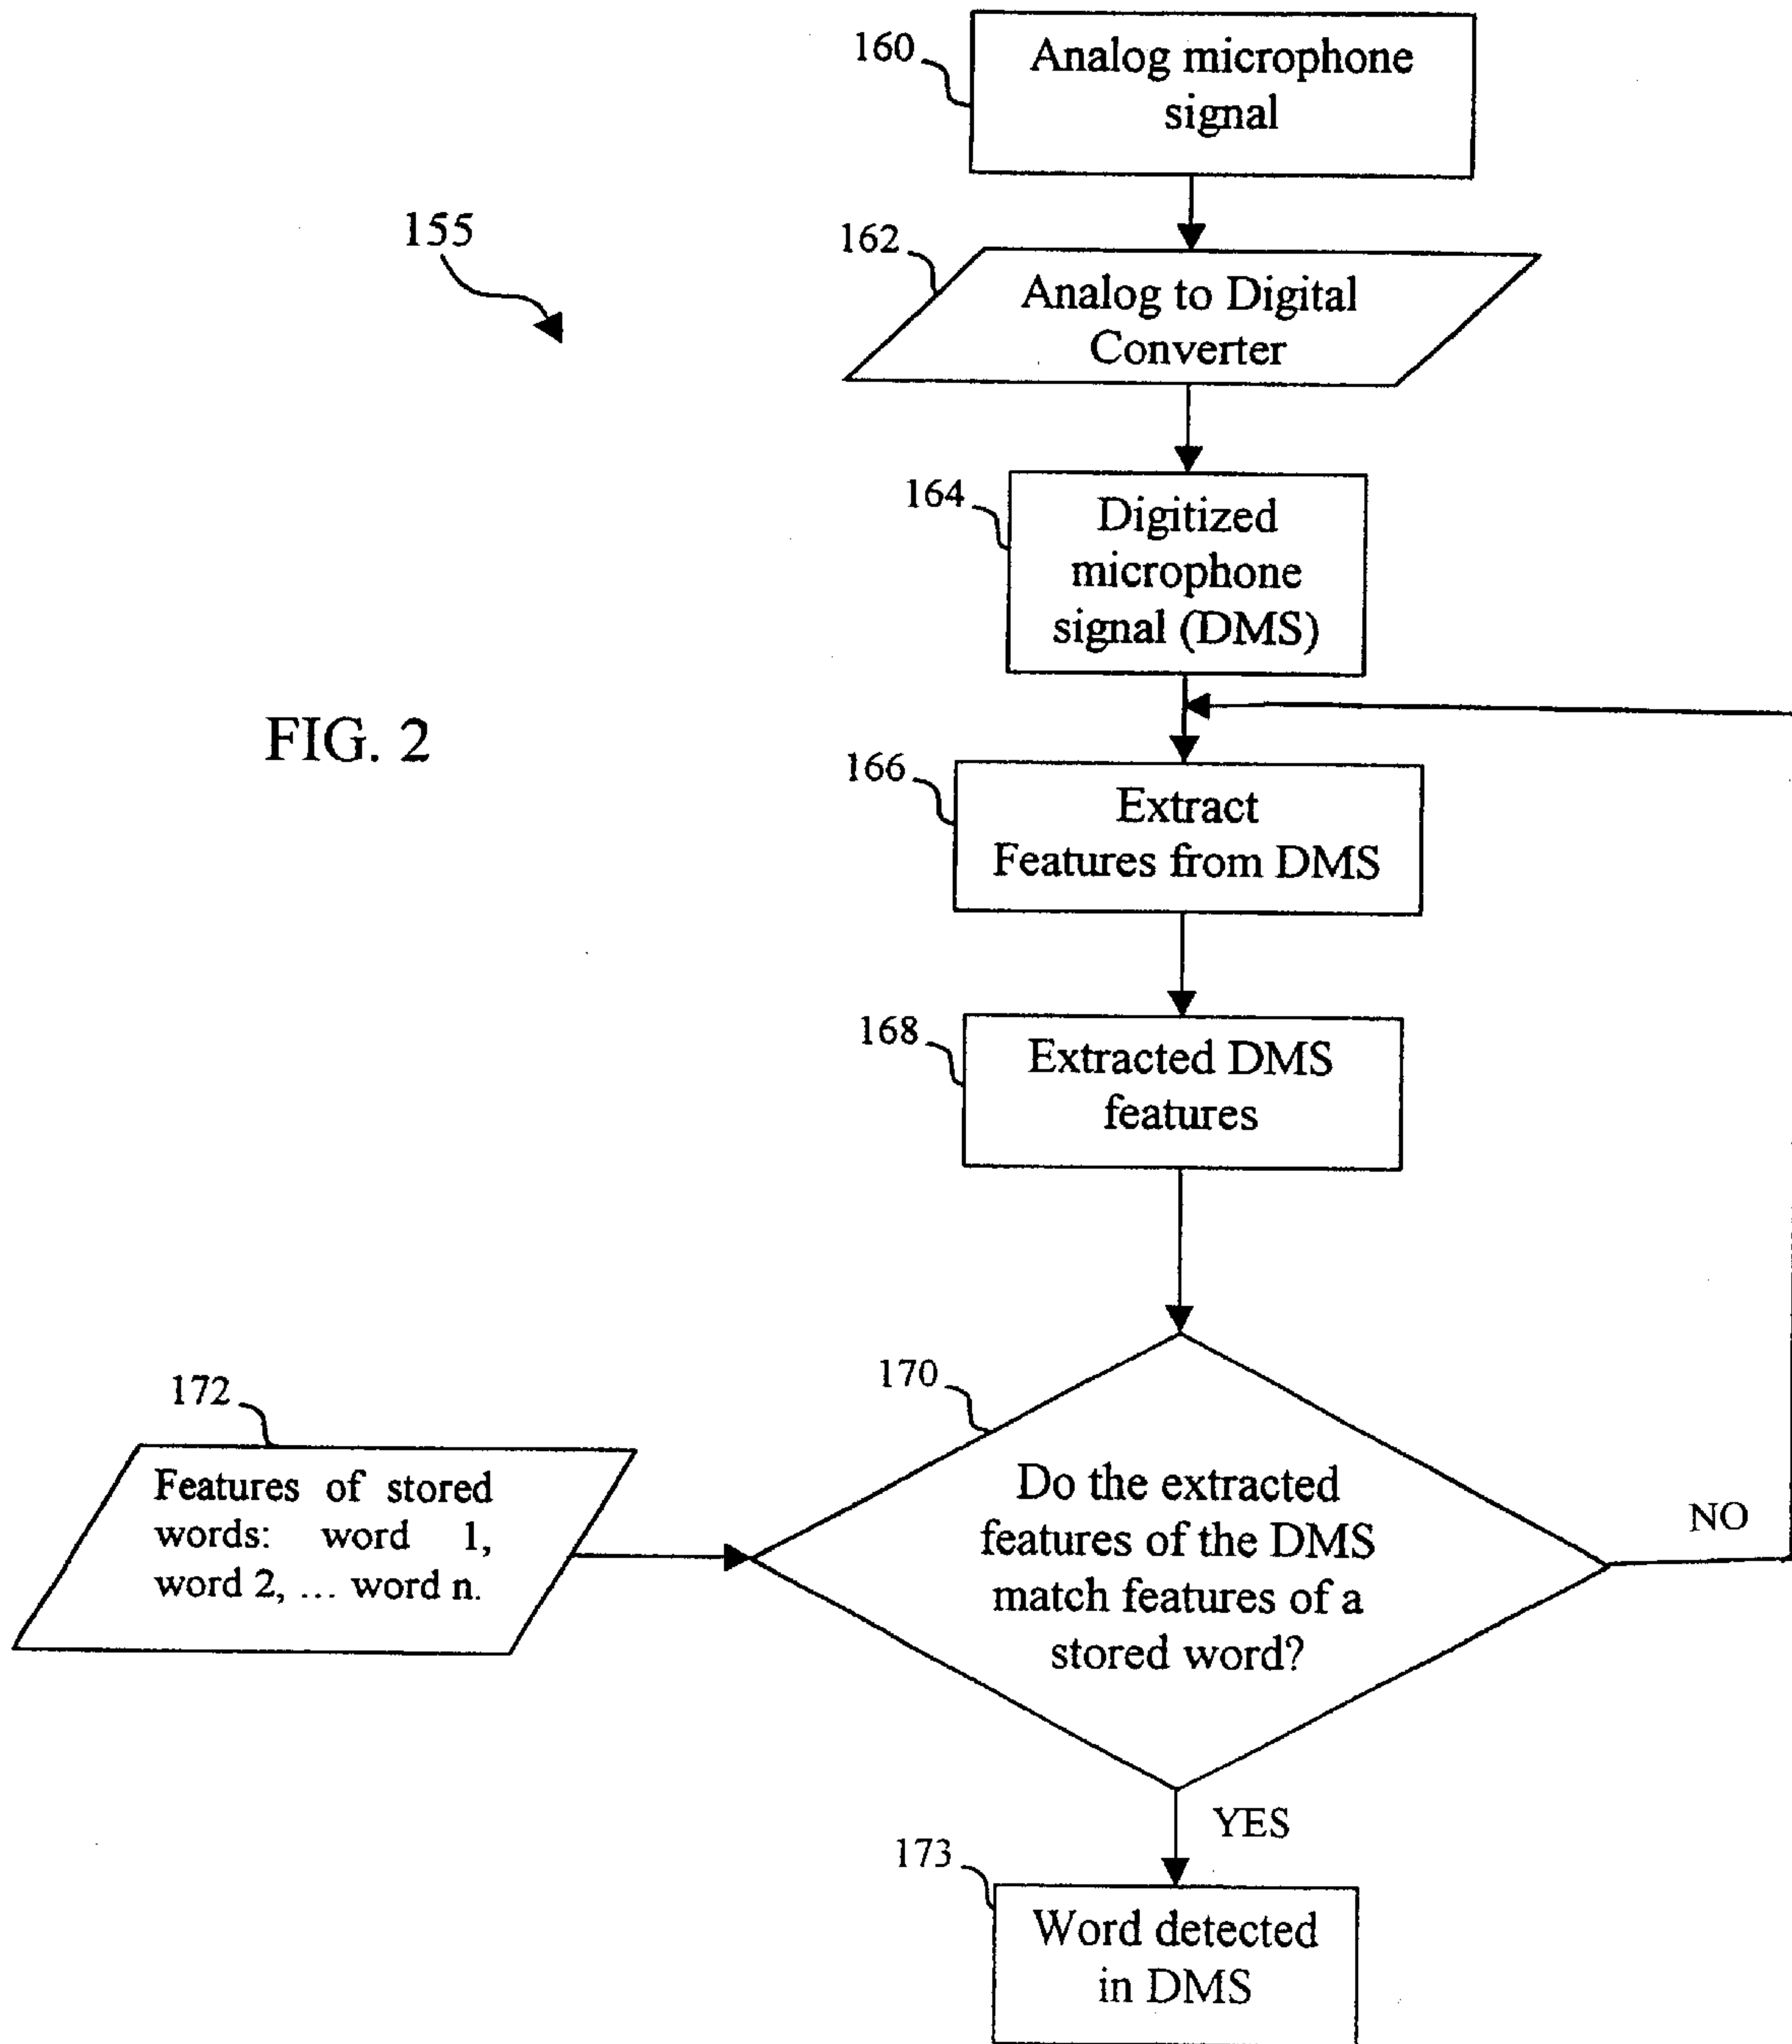 160
Analog microphone
signal
155
162
Analog to Digital
Converter
164
Digitized
microphone
signal (DMS)
FIG. 2
166
Extract
Features from DMS
168
Extracted DMS
features
170
172
Features of stored
words: word 1,
word 2, ... word n.
Do the extracted
features of the DMS
match features of a
stored word?
NO
YES
173
Word detected
in DMS